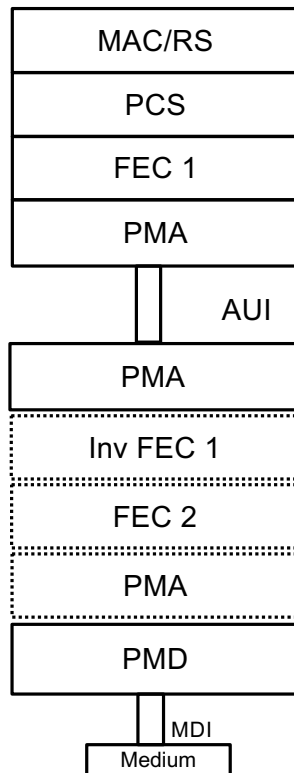 MAC/RS
PCS
FEC 1
PMA
AUI
PMA
Inv FEC 1
FEC 2
PMA
PMD
MDI
Medium